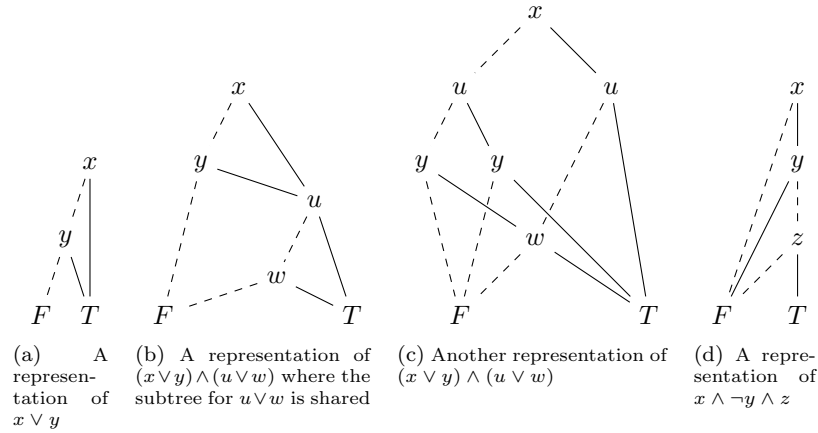 x
y
F T
x
y
u
w
F T
x
u u
y y
w
F T
x
y
z
F T
(a) A
represen-
tation of
x ∨ y
(b) A representation of
(x∨y)∧(u∨w) where the
subtree for u∨w is shared
(c) Another representation of
(x ∨ y) ∧ (u ∨ w)
(d) A repre-
sentation of
x ∧ ¬y ∧ z